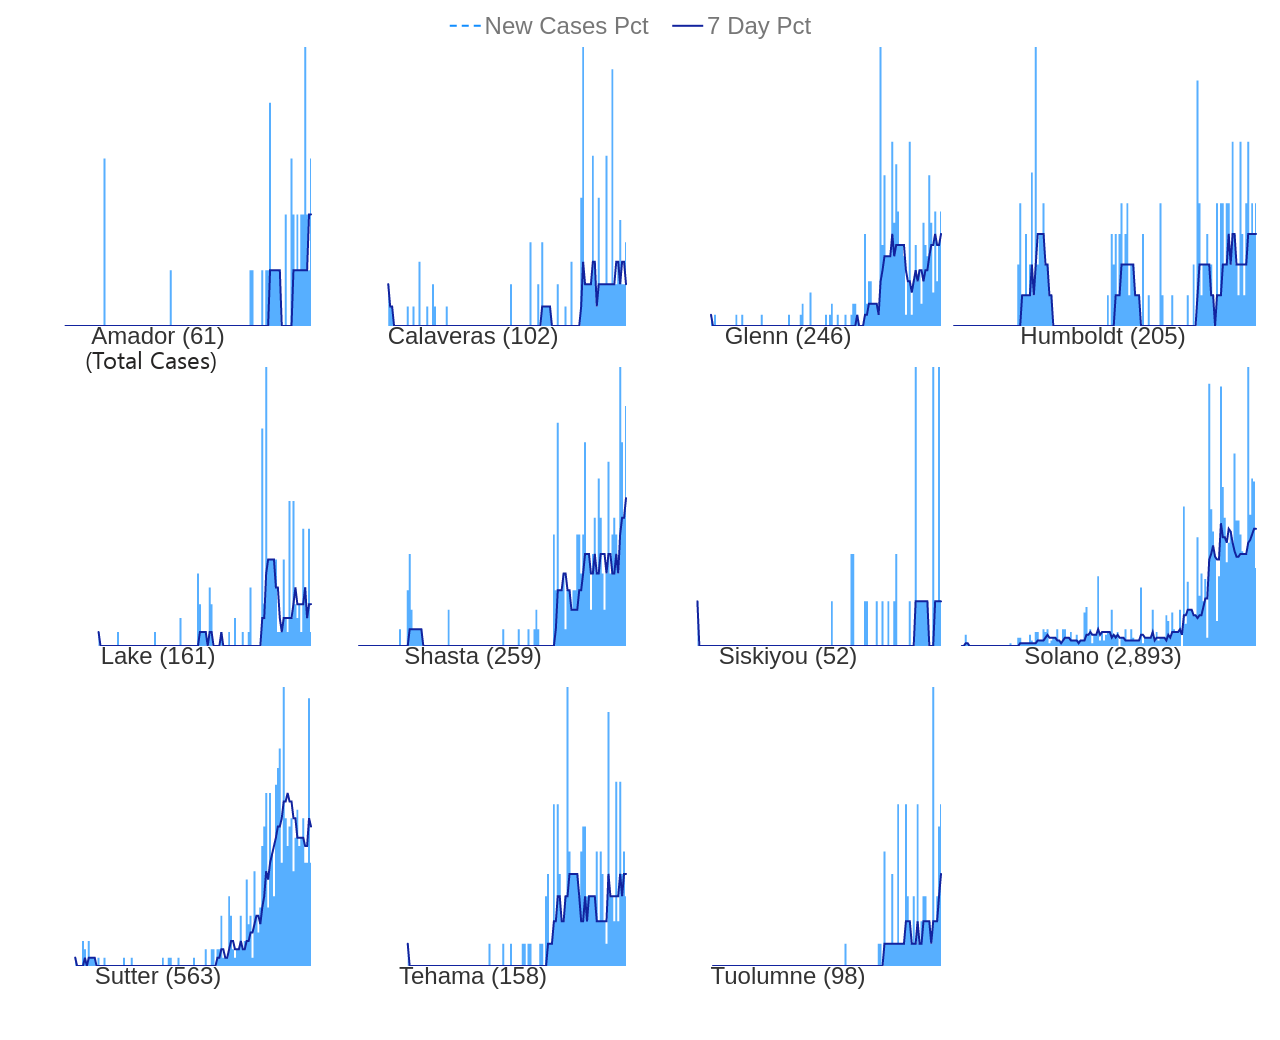 New Cases Pct 7 Day Pct
Amador (61)
(Total Cases)
Calaveras (102)
Glenn (246)
Humboldt (205)
Lake (161)
Shasta (259)
Siskiyou (52)
Solano (2,893)
Sutter (563)
Tehama (158)
Tuolumne (98)